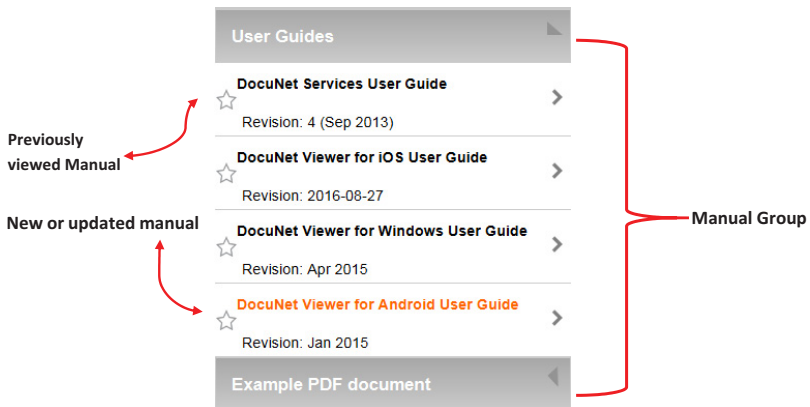 User Guides
DocuNet Services User Guide
Revision: 4 (Sep 2013)
Previously
viewed Manual
DocuNet Viewer for iOS User Guide
Revision: 2016-08-27
New or updated manual
Manual Group
DocuNet Viewer for Windows User Guide
Revision: Apr 2015
DocuNet Viewer for Android User Guide
Revision: Jan 2015
Example PDF document